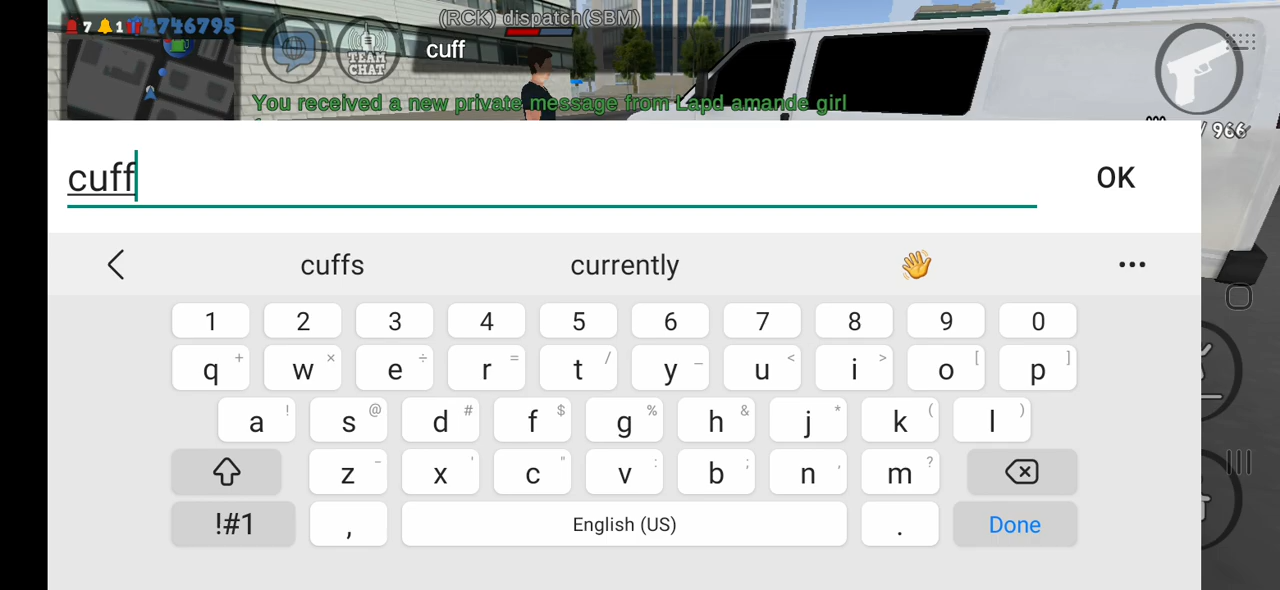 7 1 4746795
(RCK) dispatch(SBM)
TEAM
CHAT
cuff
You received a new private message from Lapd amande girl
/ 966
cuff
OK
cuffs currently 👋 •••
1 2 3 4 5 6 7 8 9 0
q + w × e ÷ r = t / y _ u < i > o [ p ]
a ! s @ d # f $ g % h & j * k ( l )
z - x ' c " v : b ; n , m ?
!#1 , English (US) . Done